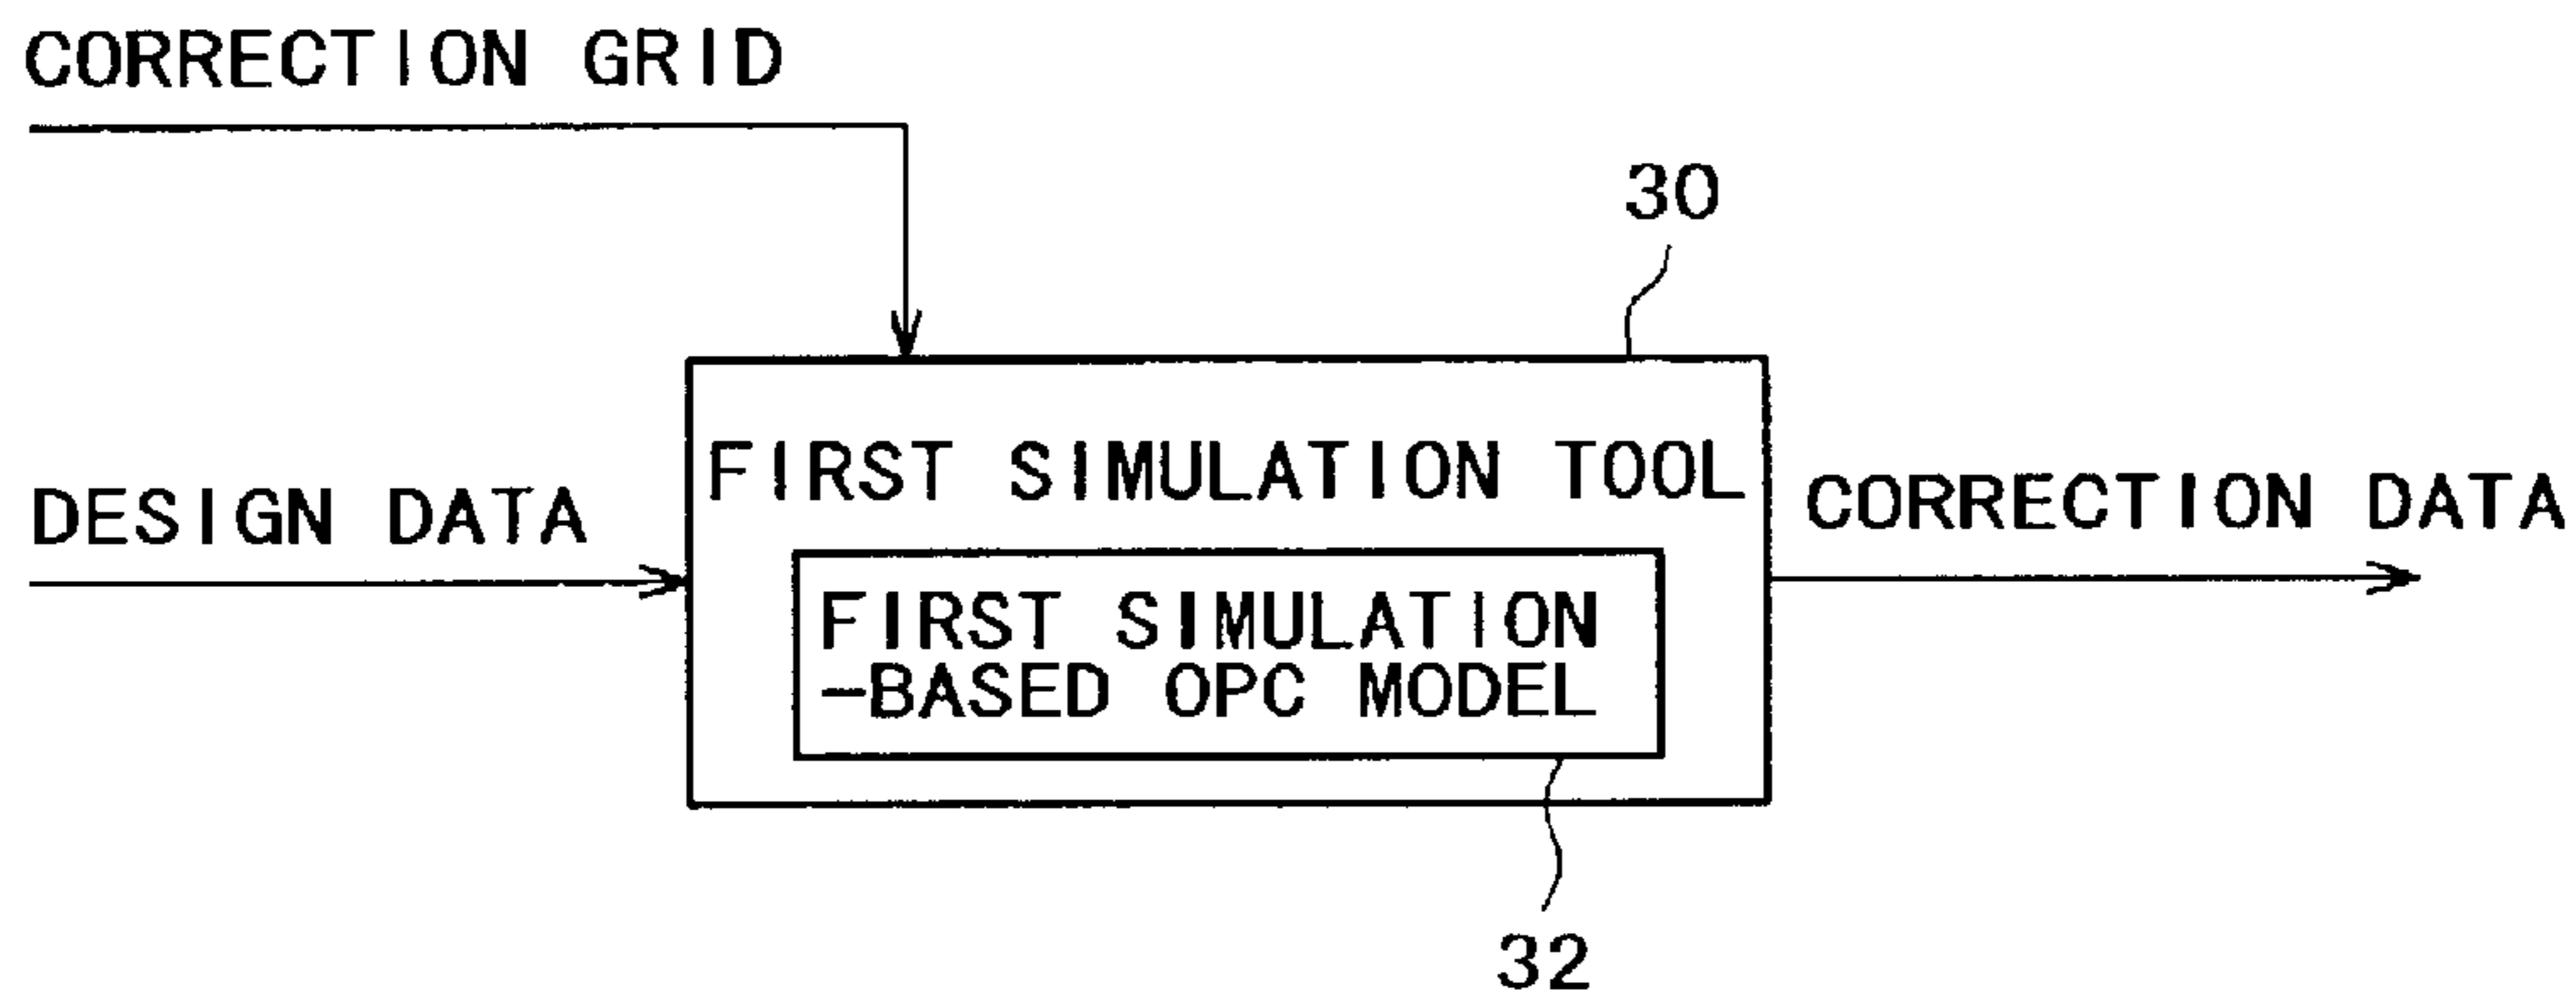 CORRECTION GRID
30
FIRST SIMULATION TOOL
DESIGN DATA
CORRECTION DATA
FIRST SIMULATION
-BASED OPC MODEL
32